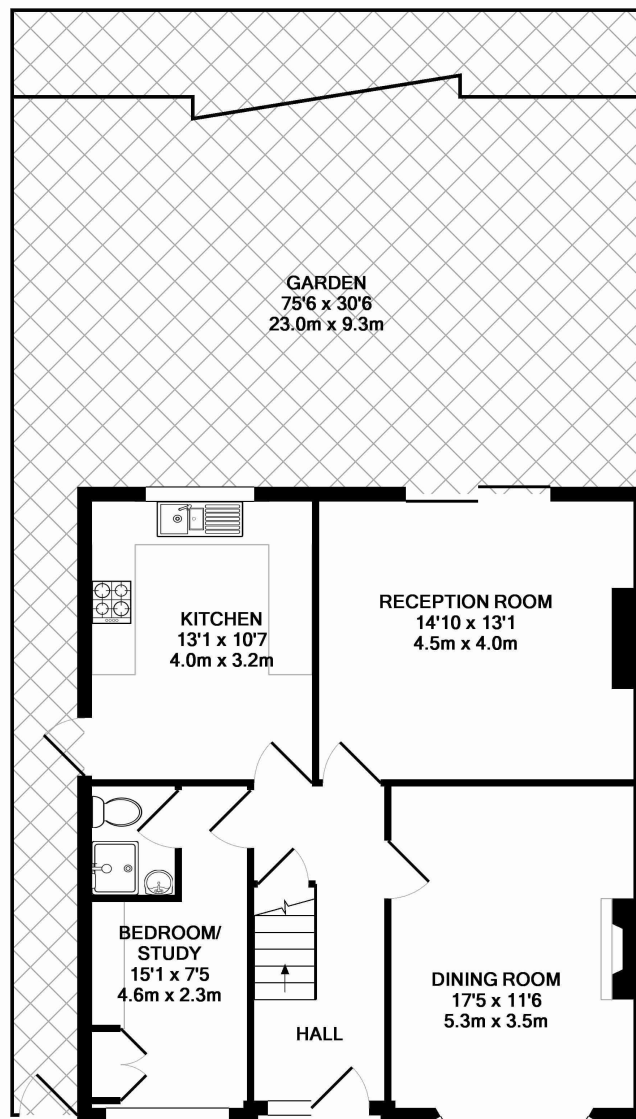 GARDEN
75'6 x 30'6
23.0m x 9.3m
KITCHEN
13'1 x 10'7
4.0m x 3.2m
RECEPTION ROOM
14'10 x 13'1
4.5m x 4.0m
BEDROOM/
STUDY
15'1 x 7'5
4.6m x 2.3m
HALL
DINING ROOM
17'5 x 11'6
5.3m x 3.5m